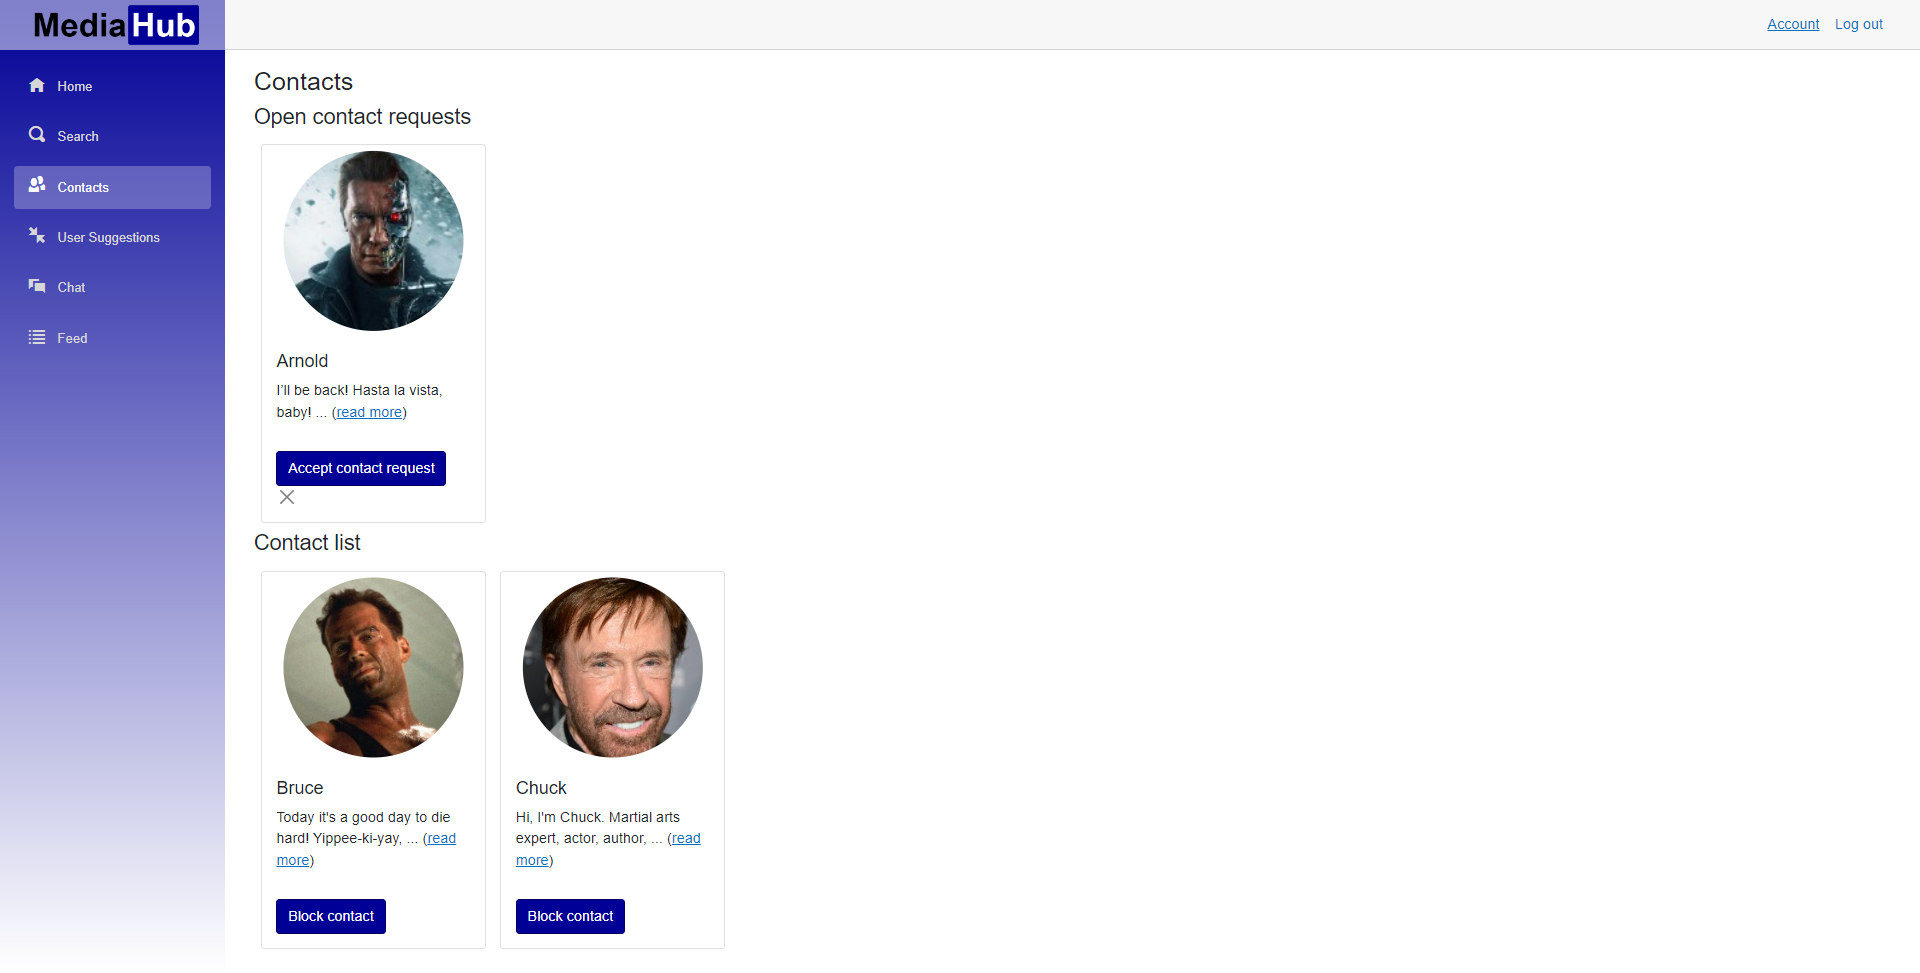 MediaHub
Account Log out
Home
Search
Contacts
User Suggestions
Chat
Feed
Contacts
Open contact requests
Arnold
I'll be back! Hasta la vista,
baby! ... (read more)
Accept contact request
Contact list
Bruce
Today it's a good day to die
hard! Yippee-ki-yay, ... (read
more)
Block contact
Chuck
Hi, I'm Chuck. Martial arts
expert, actor, author, ... (read
more)
Block contact